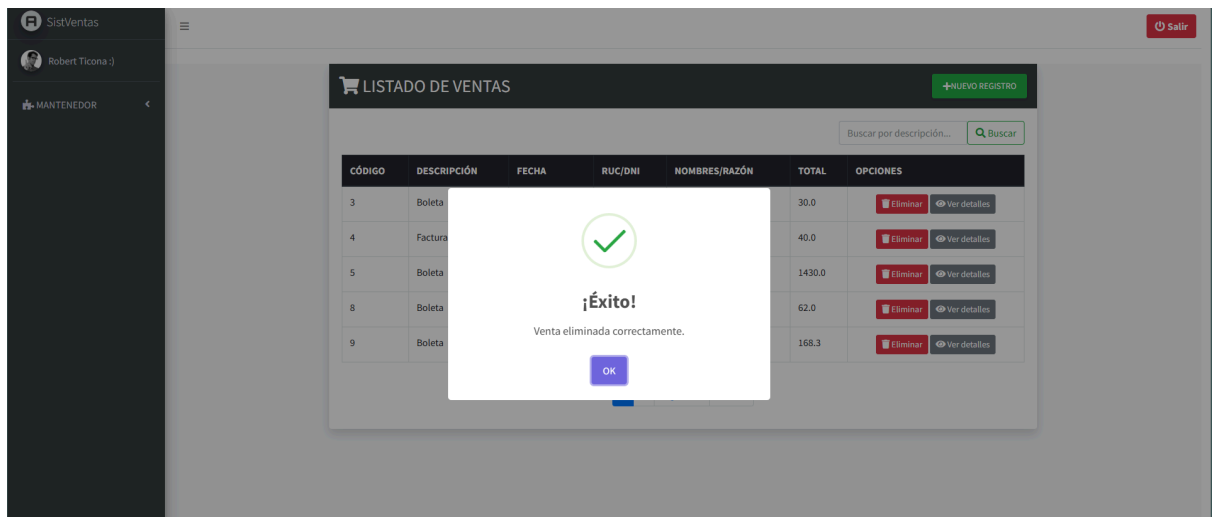 SistVentas
Salir
Robert Ticona :)
MANTENEDOR
LISTADO DE VENTAS
NUEVO REGISTRO
Buscar por descripción...
Buscar
CÓDIGO DESCRIPCIÓN FECHA RUC/DNI NOMBRES/RAZÓN TOTAL OPCIONES
3 Boleta 30.0 Eliminar Ver detalles
4 Factura 40.0 Eliminar Ver detalles
5 Boleta 1430.0 Eliminar Ver detalles
8 Boleta 62.0 Eliminar Ver detalles
9 Boleta 168.3 Eliminar Ver detalles
¡Éxito!
Venta eliminada correctamente.
OK